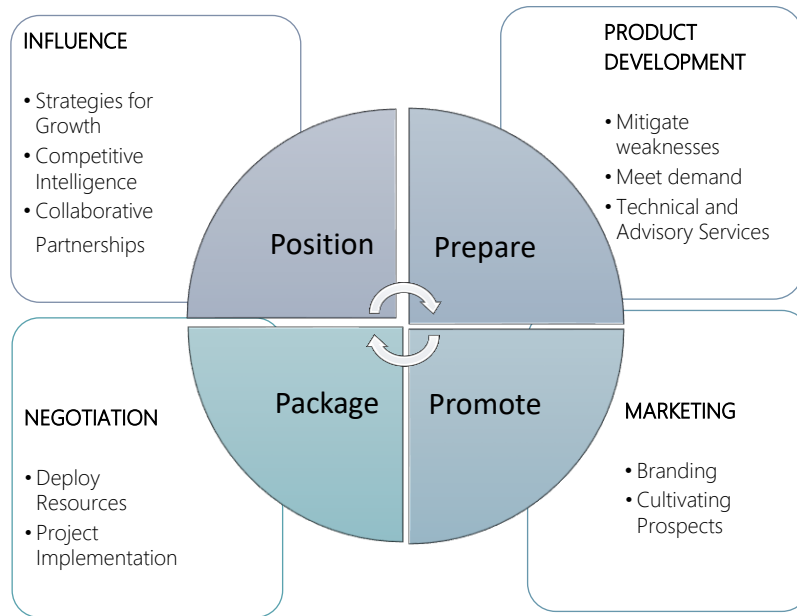 INFLUENCE
• Strategies for
Growth
• Competitive
Intelligence
• Collaborative
Partnerships
PRODUCT
DEVELOPMENT
• Mitigate
weaknesses
• Meet demand
• Technical and
Advisory Services
Position
Prepare
Package
Promote
NEGOTIATION
• Deploy
Resources
• Project
Implementation
MARKETING
• Branding
• Cultivating
Prospects